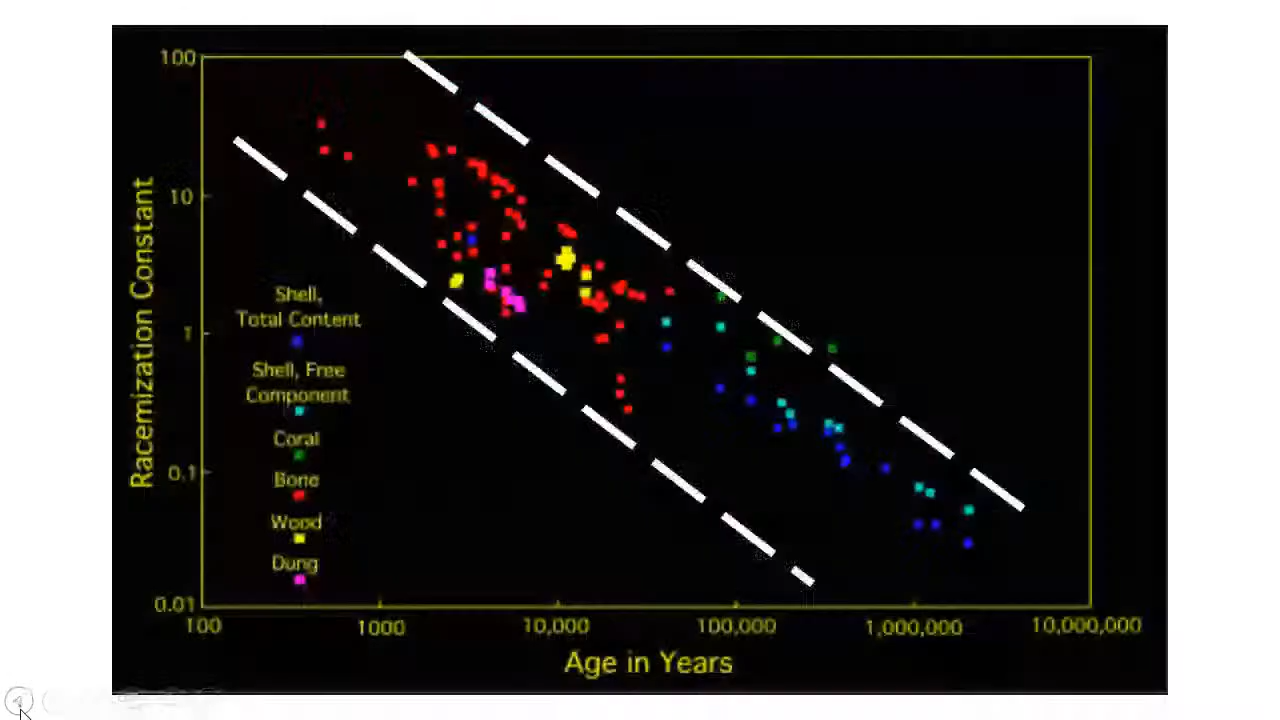 100
10
1
0.1
0.01
Racemization Constant
Shell,
Total Content
Shell, Free
Component
Coral
Bone
Wood
Dung
100
1000
10,000
100,000
1,000,000
10,000,000
Age in Years